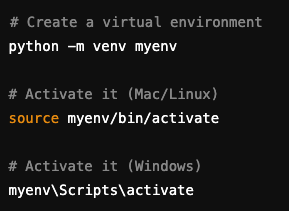 # Create a virtual environment
python -m venv myenv

# Activate it (Mac/Linux)
source myenv/bin/activate

# Activate it (Windows)
myenv\Scripts\activate